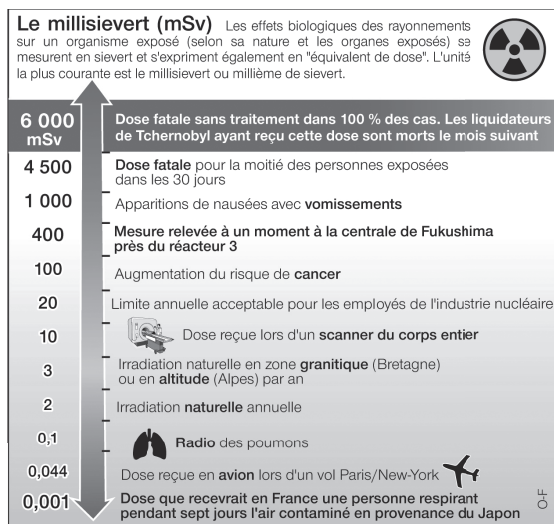 Le millisievert (mSv) Les effets biologiques des rayonnements
sur un organisme exposé (selon sa nature et les organes exposés) se
mesurent en sievert et s'expriment également en "équivalent de dose". L'unité
la plus courante est le millisievert ou millième de sievert.
6 000 mSv Dose fatale sans traitement dans 100 % des cas. Les liquidateurs
de Tchernobyl ayant reçu cette dose sont morts le mois suivant
4 500 Dose fatale pour la moitié des personnes exposées
dans les 30 jours
1 000 Apparitions de nausées avec vomissements
400 Mesure relevée à un moment à la centrale de Fukushima
près du réacteur 3
100 Augmentation du risque de cancer
20 Limite annuelle acceptable pour les employés de l'industrie nucléaire
10 Dose reçue lors d'un scanner du corps entier
3 Irradiation naturelle en zone granitique (Bretagne)
ou en altitude (Alpes) par an
2 Irradiation naturelle annuelle
0,1 Radio des poumons
0,044 Dose reçue en avion lors d'un vol Paris/New-York
0,001 Dose que recevrait en France une personne respirant
pendant sept jours l'air contaminé en provenance du Japon
O-F